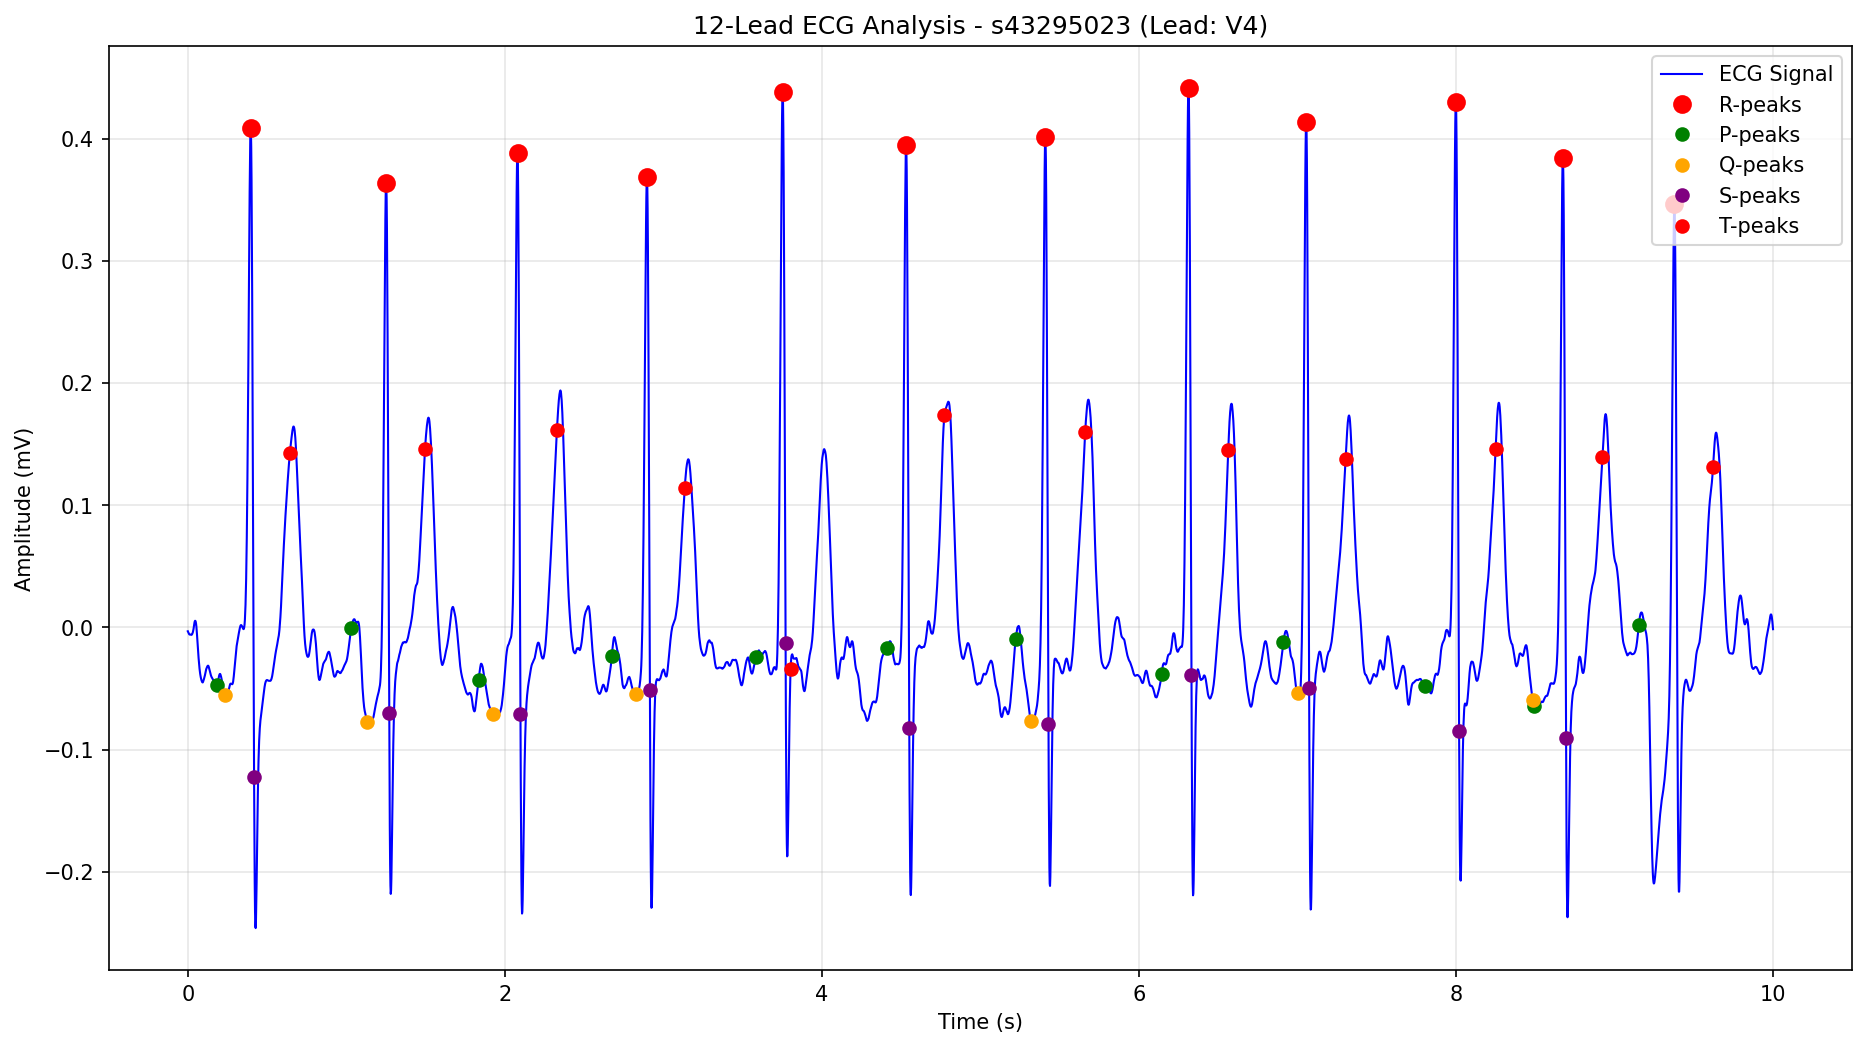 12-Lead ECG Analysis - s43295023 (Lead: V4)
ECG Signal
R-peaks
P-peaks
Q-peaks
S-peaks
T-peaks
Amplitude (mV)
0.4
0.3
0.2
0.1
0.0
−0.1
−0.2
0 2 4 6 8 10
Time (s)